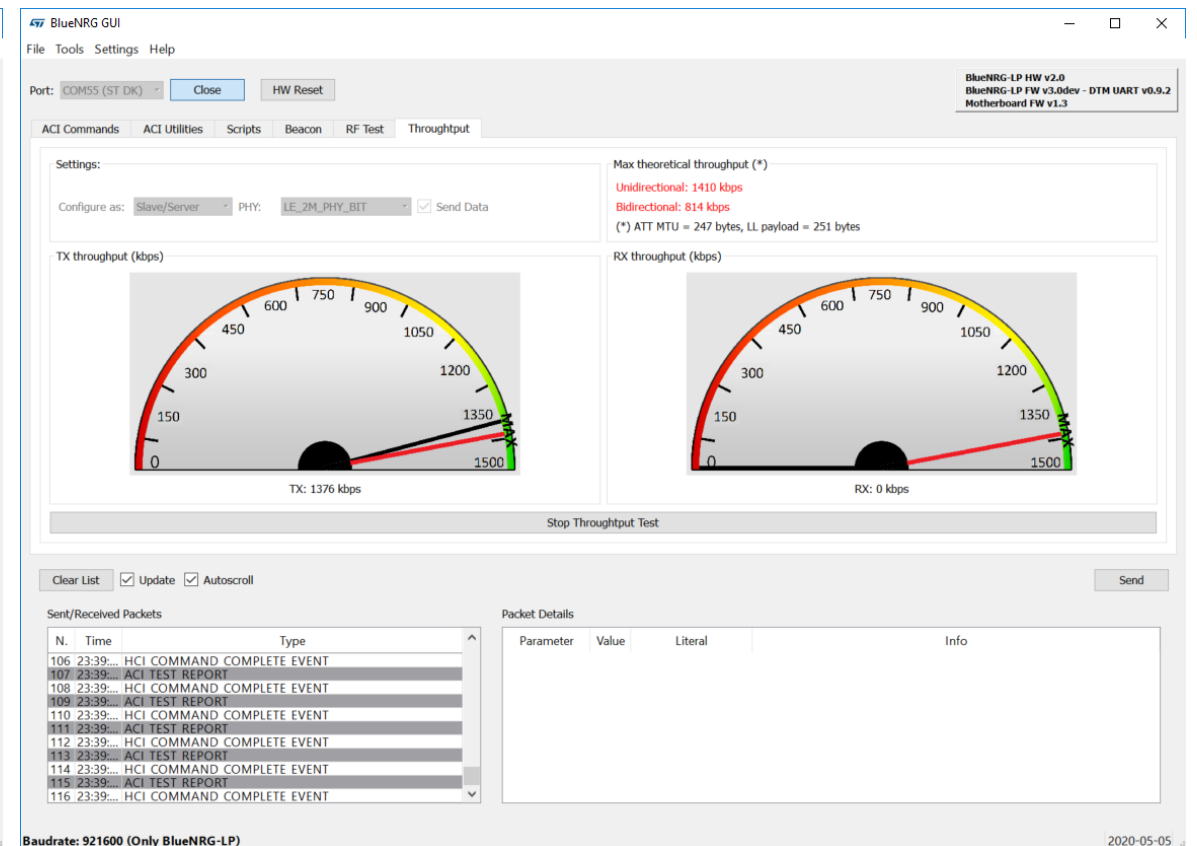 BlueNRG GUI
File Tools Settings Help
Port: COM55 (ST DK) Close HW Reset
BlueNRG-LP HW v2.0
BlueNRG-LP FW v3.0dev - DTM UART v0.9.2
Motherboard FW v1.3
ACI Commands ACI Utilities Scripts Beacon RF Test Throughtput
Settings:
Configure as: Slave/Server PHY: LE_2M_PHY_BIT Send Data
Max theoretical throughput (*)
Unidirectional: 1410 kbps
Bidirectional: 814 kbps
(*) ATT MTU = 247 bytes, LL payload = 251 bytes
TX throughput (kbps)
0 150 300 450 600 750 900 1050 1200 1350 1500
MAX
TX: 1376 kbps
RX throughput (kbps)
0 150 300 450 600 750 900 1050 1200 1350 1500
MAX
RX: 0 kbps
Stop Throughtput Test
Clear List Update Autoscroll Send
Sent/Received Packets
N. Time Type
106 23:39:... HCI COMMAND COMPLETE EVENT
107 23:39:... ACI TEST REPORT
108 23:39:... HCI COMMAND COMPLETE EVENT
109 23:39:... ACI TEST REPORT
110 23:39:... HCI COMMAND COMPLETE EVENT
111 23:39:... ACI TEST REPORT
112 23:39:... HCI COMMAND COMPLETE EVENT
113 23:39:... ACI TEST REPORT
114 23:39:... HCI COMMAND COMPLETE EVENT
115 23:39:... ACI TEST REPORT
116 23:39:... HCI COMMAND COMPLETE EVENT
Packet Details
Parameter Value Literal Info
Baudrate: 921600 (Only BlueNRG-LP)
2020-05-05